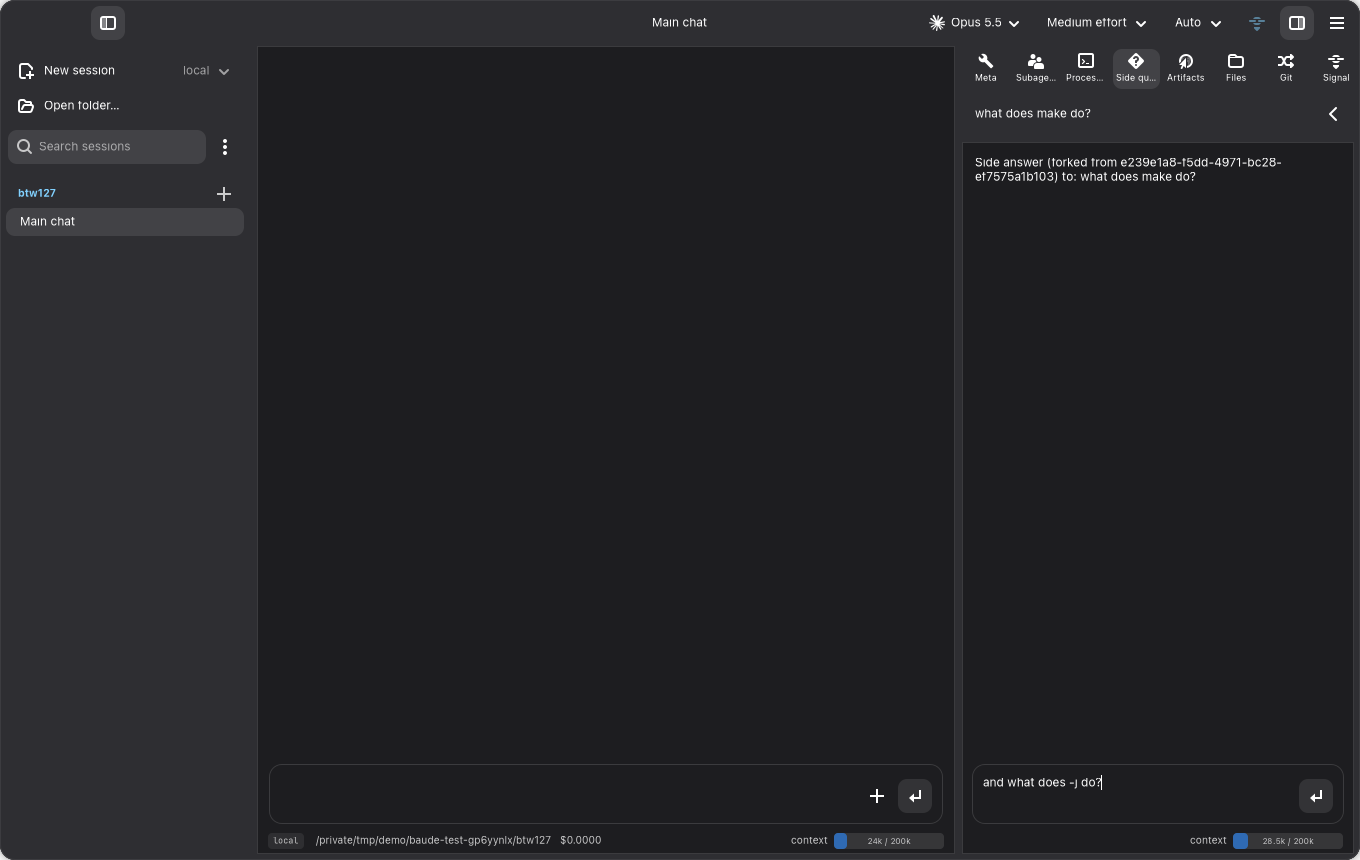 Main chat
Opus 5.5
Medium effort
Auto
New session
local
Open folder...
Search sessions
btw127
Main chat
Meta
Subage...
Proces...
Side qu...
Artifacts
Files
Git
Signal
what does make do?
Side answer (forked from e239e1a8-f5dd-4971-bc28-
ef7575a1b103) to: what does make do?
and what does -j do?
local
/private/tmp/demo/baude-test-gp6yynlx/btw127
$0.0000
context
24k / 200k
context
28.5k / 200k